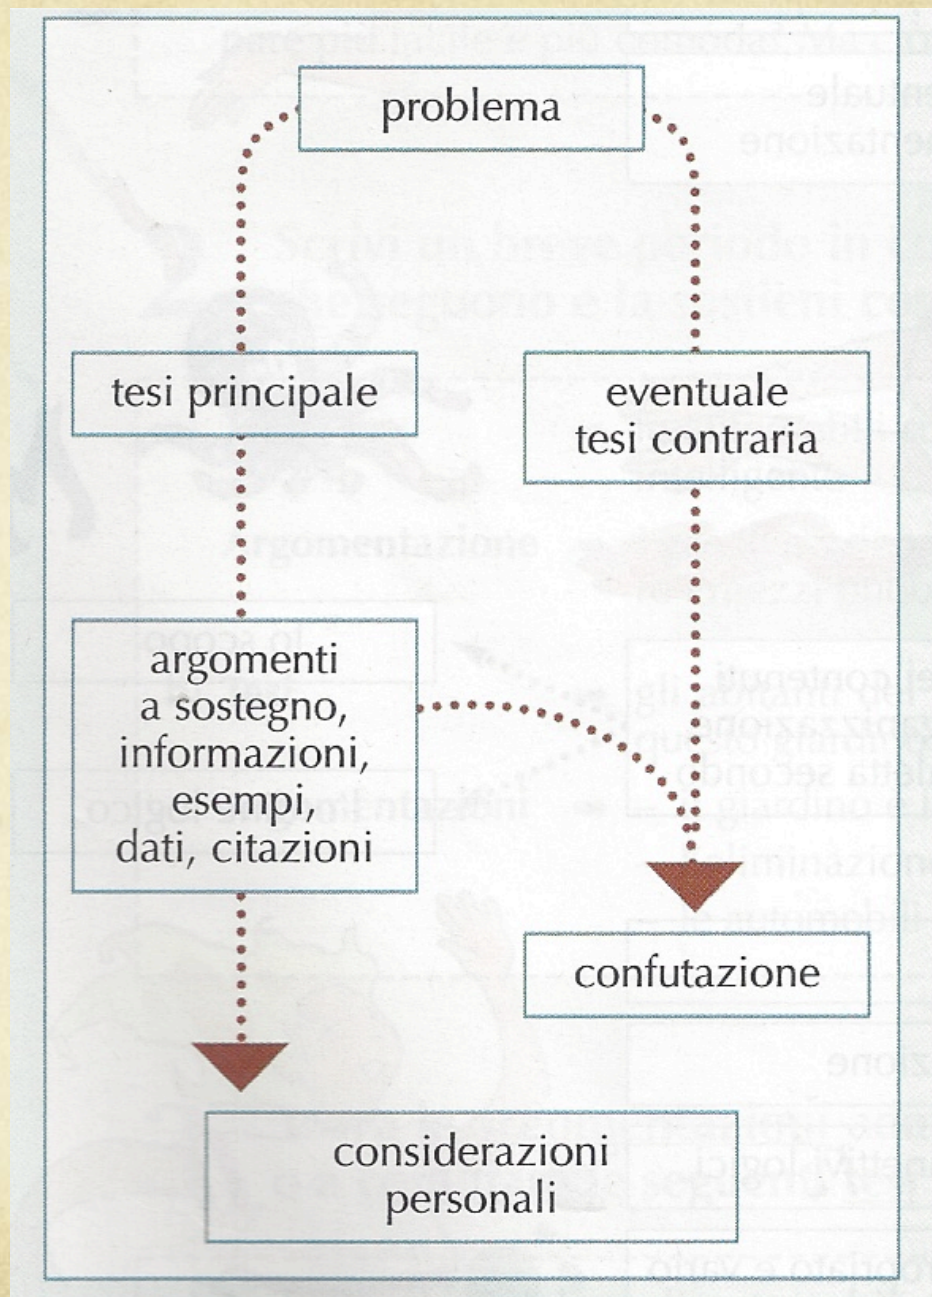 problema
tesi principale
eventuale
tesi contraria
argomenti
a sostegno,
informazioni,
esempi,
dati, citazioni
confutazione
considerazioni
personali